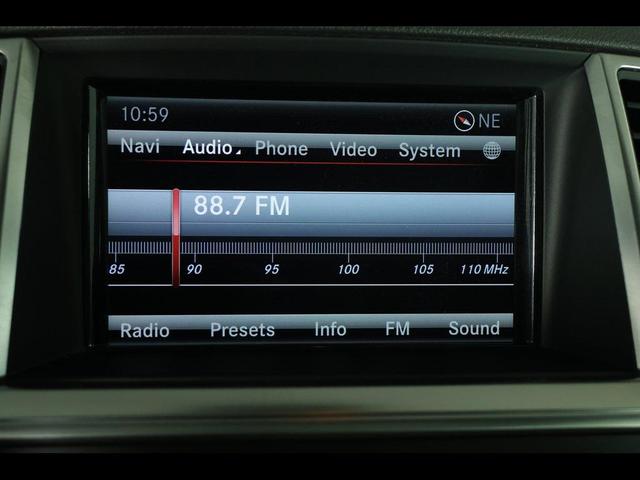 10:59 NE
Navi Audio Phone Video System
88.7 FM
85 90 95 100 105 110 MHz
Radio Presets Info FM Sound